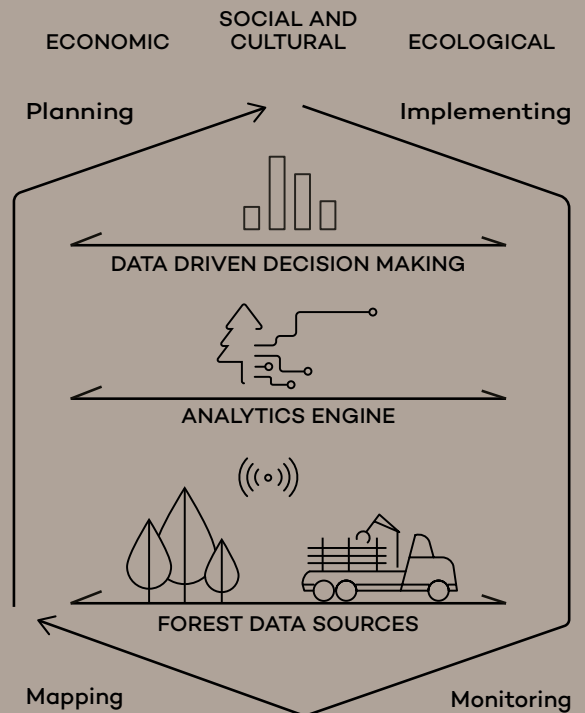 ECONOMIC
SOCIAL AND
CULTURAL
ECOLOGICAL
Planning
Implementing
DATA DRIVEN DECISION MAKING
ANALYTICS ENGINE
FOREST DATA SOURCES
Mapping
Monitoring